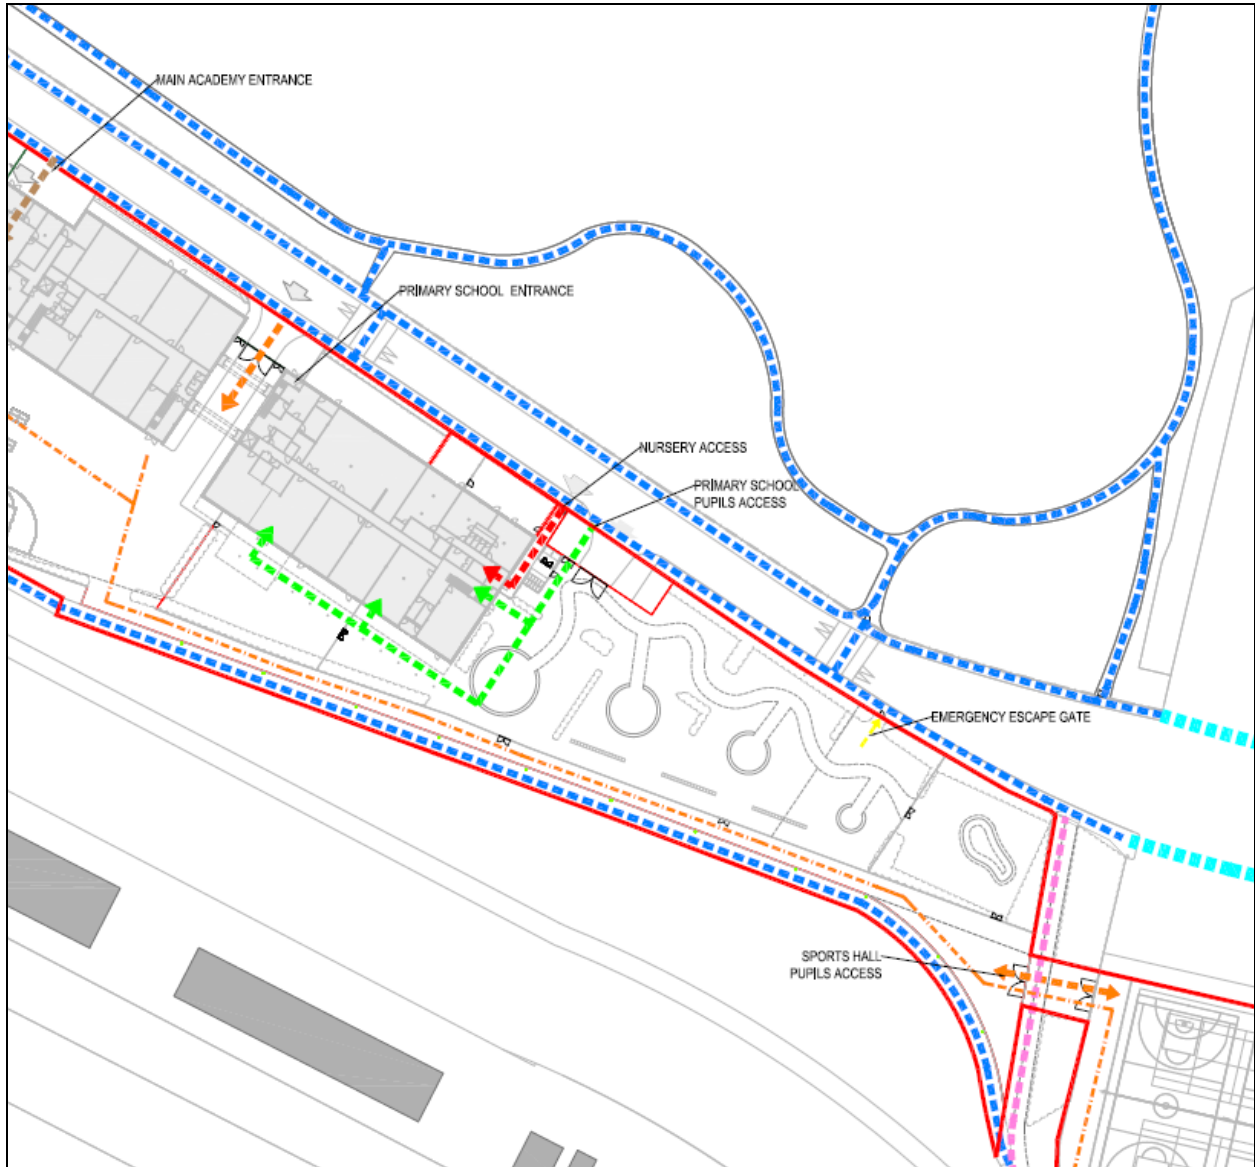 MAIN ACADEMY ENTRANCE
PRIMARY SCHOOL ENTRANCE
NURSERY ACCESS
PRIMARY SCHOOL
PUPILS ACCESS
EMERGENCY ESCAPE GATE
SPORTS HALL
PUPILS ACCESS